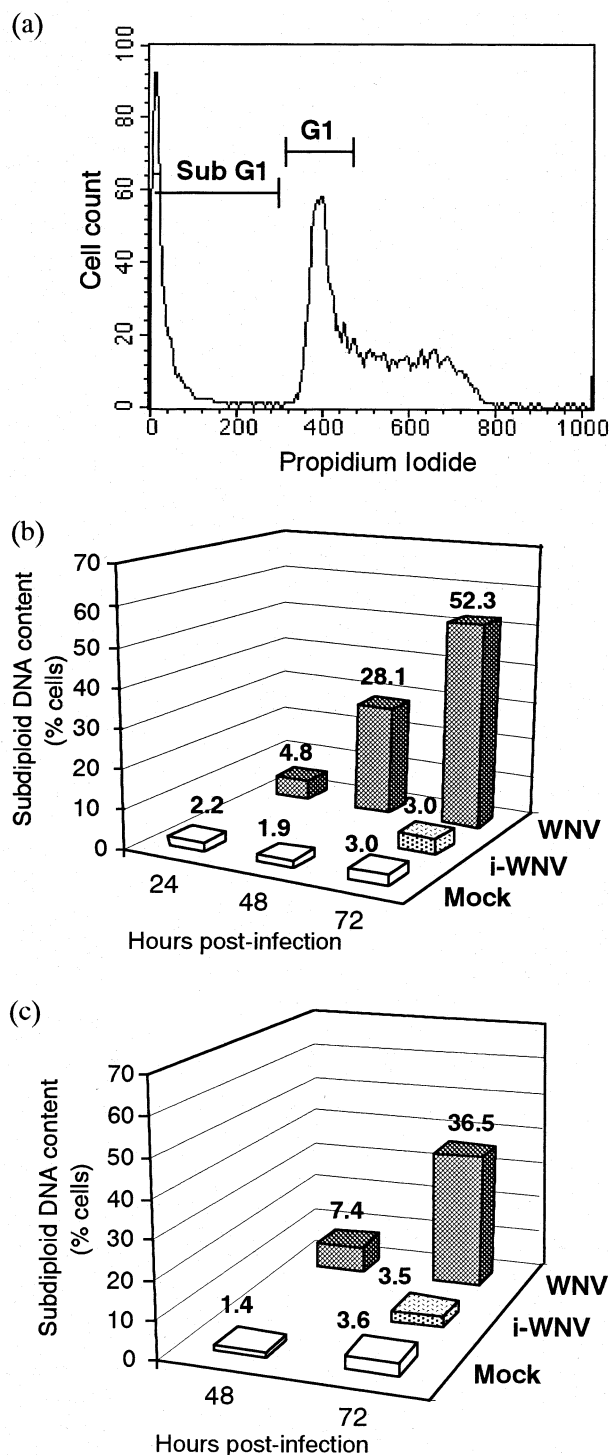 (a)
100
80
60
40
20
0
Cell count
Sub G1
G1
0 200 400 600 800 1000
Propidium Iodide
(b)
70
60
50
40
30
20
10
0
Subdiploid DNA content
(% cells)
4.8
28.1
52.3
3.0
2.2
1.9
3.0
WNV
i-WNV
Mock
24
48
72
Hours post-infection
(c)
70
60
50
40
30
20
10
0
Subdiploid DNA content
(% cells)
7.4
36.5
3.5
1.4
3.6
WNV
i-WNV
Mock
48
72
Hours post-infection